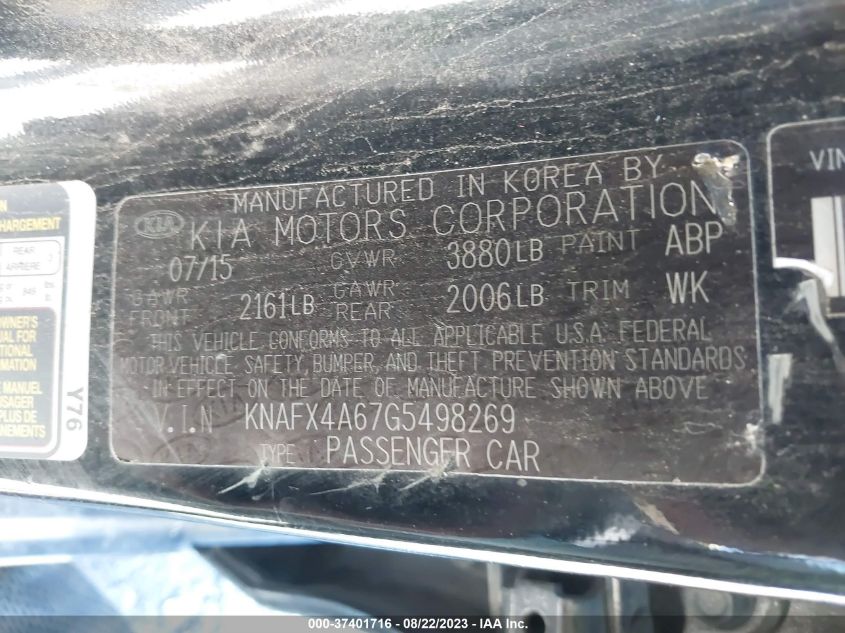 MANUFACTURED IN KOREA BY
KIA KIA MOTORS CORPORATION
07/15 GVWR 3880LB PAINT ABP
GAWR FRONT 2161LB GAWR REAR 2006LB TRIM WK
THIS VEHICLE CONFORMS TO ALL APPLICABLE U.S.A. FEDERAL
MOTOR VEHICLE SAFETY, BUMPER, AND THEFT PREVENTION STANDARDS
IN EFFECT ON THE DATE OF MANUFACTURE SHOWN ABOVE
V.I.N KNAFX4A67G5498269
TYPE: PASSENGER CAR
REAR
ARRIERE
Y76
VIN
000-37401716 - 08/22/2023 - IAA Inc.